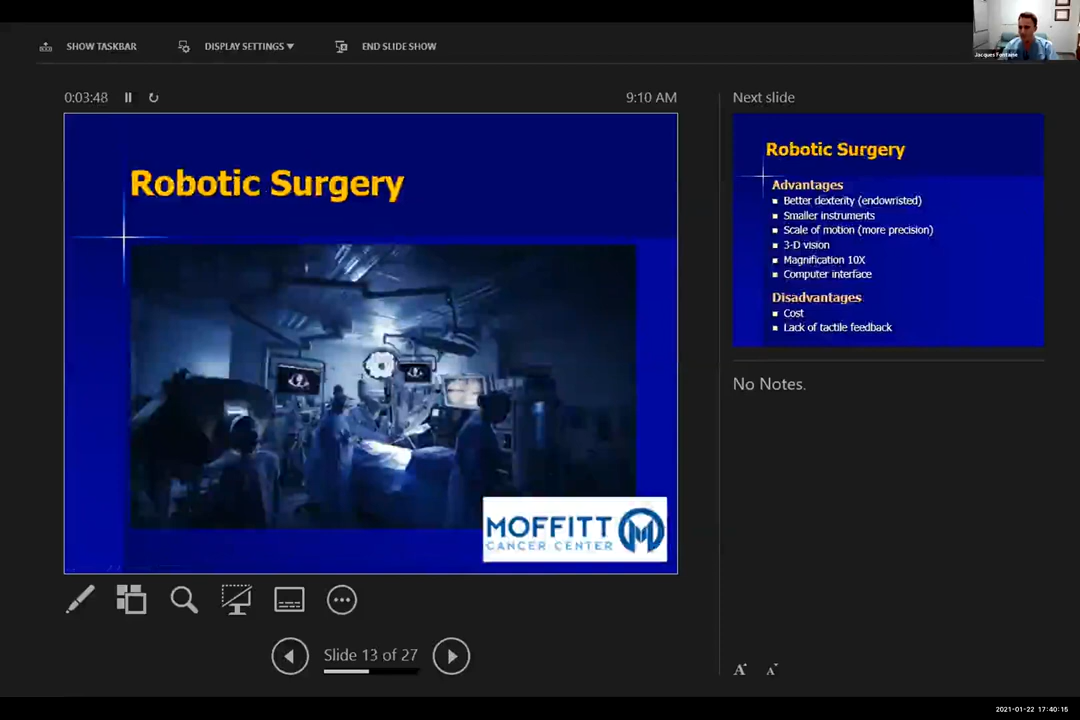 SHOW TASKBAR
DISPLAY SETTINGS ▼
END SLIDE SHOW
Jacques Fontaine
0:03:48
9:10 AM
Next slide
Robotic Surgery
MOFFITT
CANCER CENTER
Robotic Surgery
Advantages
▪ Better dexterity (endowristed)
▪ Smaller instruments
▪ Scale of motion (more precision)
▪ 3-D vision
▪ Magnification 10X
▪ Computer interface
Disadvantages
▪ Cost
▪ Lack of tactile feedback
No Notes.
Slide 13 of 27
A A
2021-01-22 17:40:15